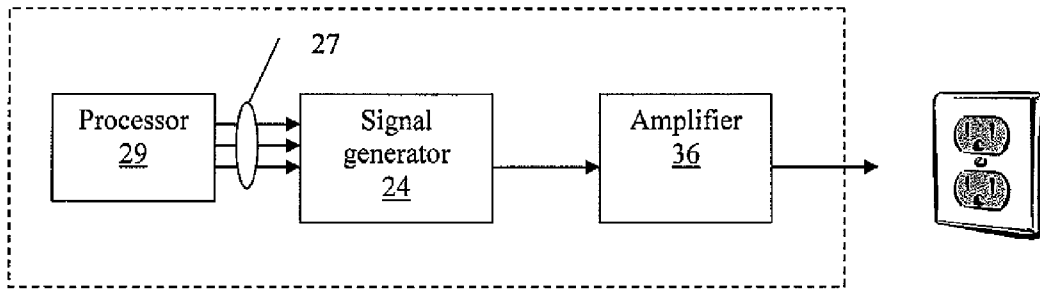 27
Processor
29
Signal
generator
24
Amplifier
36